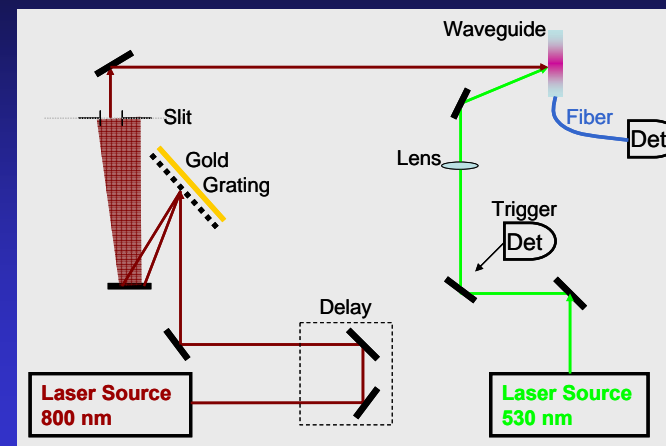 Waveguide
Slit
Fiber
Det
Gold
Grating
Lens
Trigger
Det
Delay
Laser Source
800 nm
Laser Source
530 nm